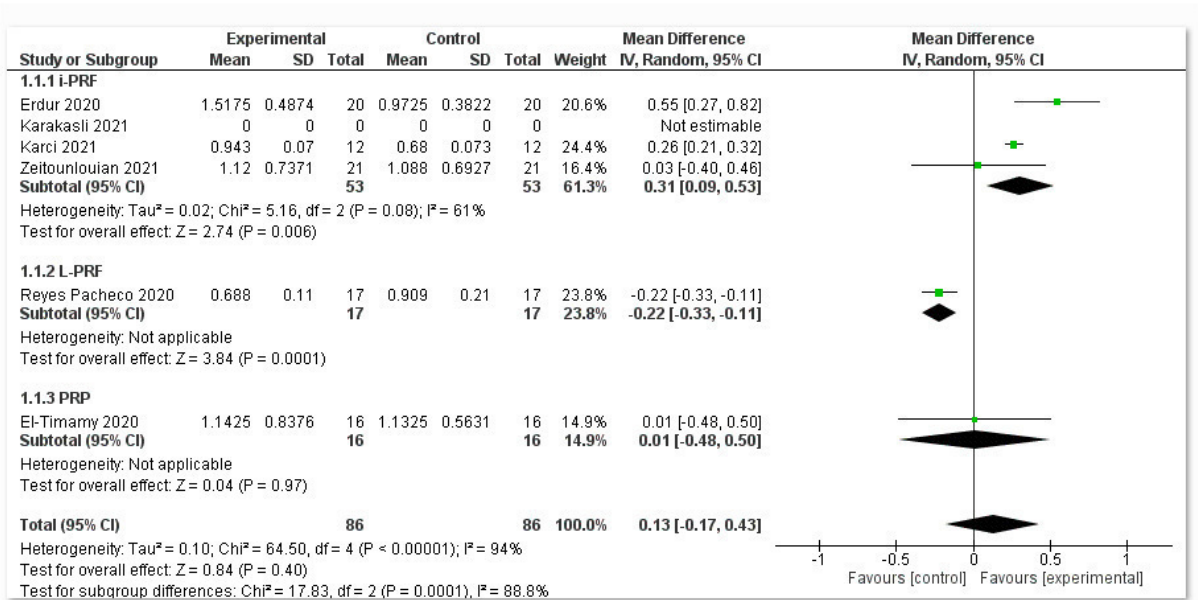 Experimental Control Mean Difference Mean Difference
Study or Subgroup Mean SD Total Mean SD Total Weight IV, Random, 95% CI IV, Random, 95% CI
1.1.1 i-PRF
Erdur 2020 1.5175 0.4874 20 0.9725 0.3822 20 20.6% 0.55 [0.27, 0.82]
Karakasli 2021 0 0 0 0 0 0 Not estimable
Karci 2021 0.943 0.07 12 0.68 0.073 12 24.4% 0.26 [0.21, 0.32]
Zeitounlouian 2021 1.12 0.7371 21 1.088 0.6927 21 16.4% 0.03 [-0.40, 0.46]
Subtotal (95% CI) 53 53 61.3% 0.31 [0.09, 0.53]
Heterogeneity: Tau² = 0.02; Chi² = 5.16, df = 2 (P = 0.08); I² = 61%
Test for overall effect: Z = 2.74 (P = 0.006)
1.1.2 L-PRF
Reyes Pacheco 2020 0.688 0.11 17 0.909 0.21 17 23.8% -0.22 [-0.33, -0.11]
Subtotal (95% CI) 17 17 23.8% -0.22 [-0.33, -0.11]
Heterogeneity: Not applicable
Test for overall effect: Z = 3.84 (P = 0.0001)
1.1.3 PRP
El-Timamy 2020 1.1425 0.8376 16 1.1325 0.5631 16 14.9% 0.01 [-0.48, 0.50]
Subtotal (95% CI) 16 16 14.9% 0.01 [-0.48, 0.50]
Heterogeneity: Not applicable
Test for overall effect: Z = 0.04 (P = 0.97)
Total (95% CI) 86 86 100.0% 0.13 [-0.17, 0.43]
Heterogeneity: Tau² = 0.10; Chi² = 64.50, df = 4 (P < 0.00001); I² = 94%
Test for overall effect: Z = 0.84 (P = 0.40)
Test for subgroup differences: Chi² = 17.83, df = 2 (P = 0.0001), I² = 88.8%
-1 -0.5 0 0.5 1
Favours [control] Favours [experimental]